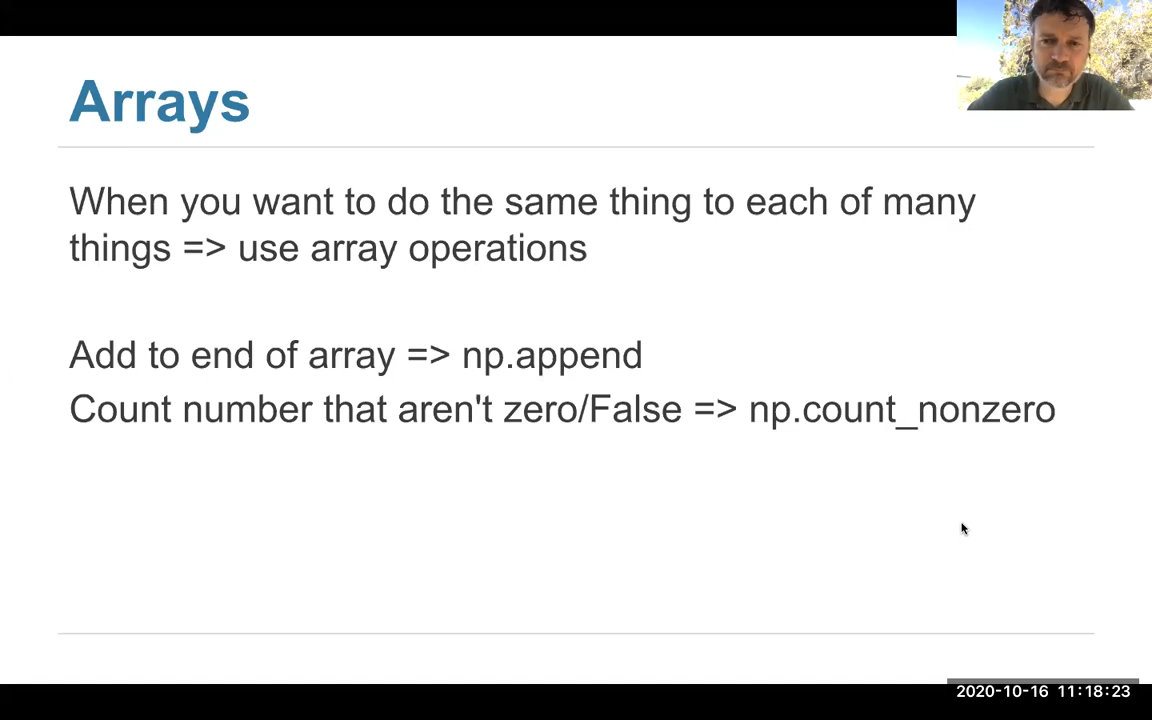 Arrays
When you want to do the same thing to each of many
things => use array operations
Add to end of array => np.append
Count number that aren't zero/False => np.count_nonzero
2020-10-16 11:18:23